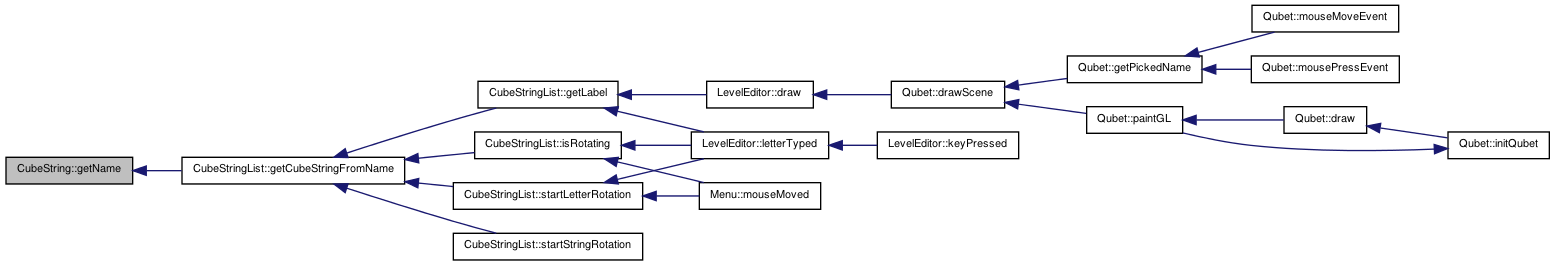 CubeString::getName
CubeStringList::getCubeStringFromName
CubeStringList::getLabel
CubeStringList::isRotating
CubeStringList::startLetterRotation
CubeStringList::startStringRotation
LevelEditor::draw
LevelEditor::letterTyped
Menu::mouseMoved
Qubet::drawScene
LevelEditor::keyPressed
Qubet::getPickedName
Qubet::paintGL
Qubet::mouseMoveEvent
Qubet::mousePressEvent
Qubet::draw
Qubet::initQubet